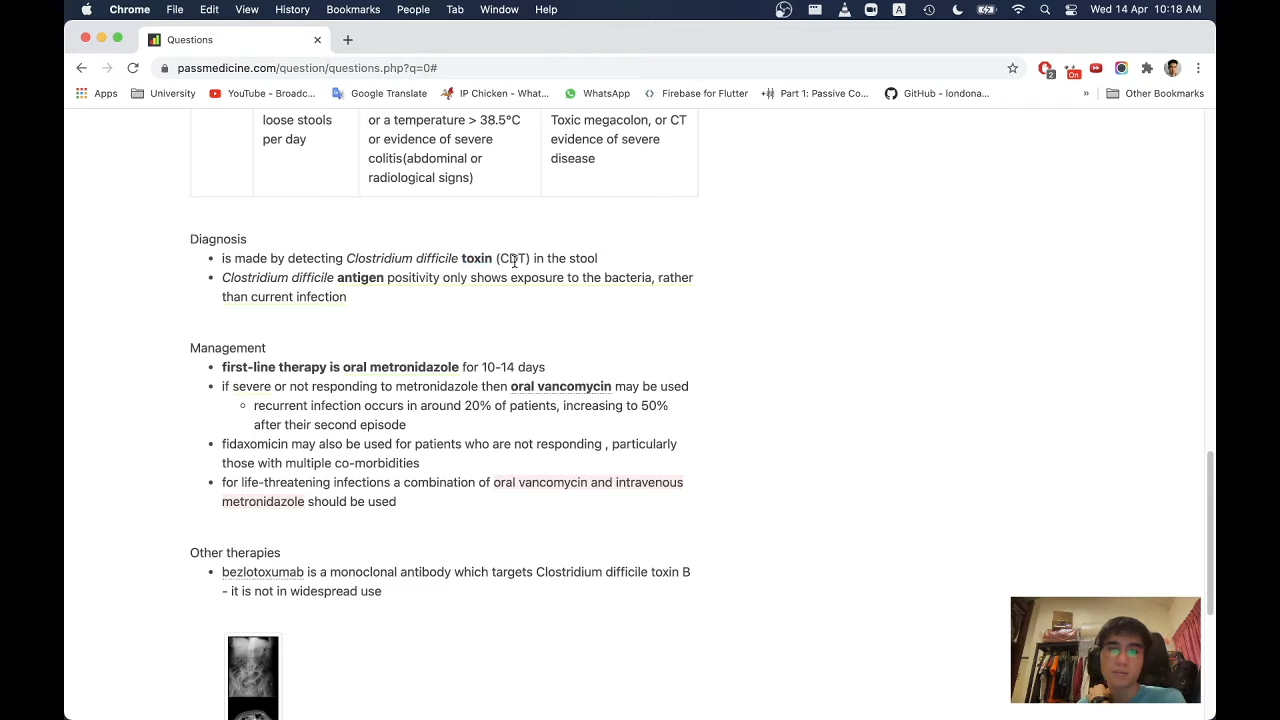 Chrome File Edit View History Bookmarks People Tab Window Help A Wed 14 Apr 10:18 AM
Questions
passmedicine.com/question/questions.php?q=0#
2 On
Apps University YouTube - Broadc... Google Translate IP Chicken - What... WhatsApp Firebase for Flutter Part 1: Passive Co... GitHub - londona... » Other Bookmarks
loose stools or a temperature > 38.5°C Toxic megacolon, or CT
per day or evidence of severe evidence of severe
colitis(abdominal or disease
radiological signs)
Diagnosis
• is made by detecting Clostridium difficile toxin (CDT) in the stool
• Clostridium difficile antigen positivity only shows exposure to the bacteria, rather
than current infection
Management
• first-line therapy is oral metronidazole for 10-14 days
• if severe or not responding to metronidazole then oral vancomycin may be used
recurrent infection occurs in around 20% of patients, increasing to 50%
after their second episode
• fidaxomicin may also be used for patients who are not responding , particularly
those with multiple co-morbidities
• for life-threatening infections a combination of oral vancomycin and intravenous
metronidazole should be used
Other therapies
• bezlotoxumab is a monoclonal antibody which targets Clostridium difficile toxin B
- it is not in widespread use